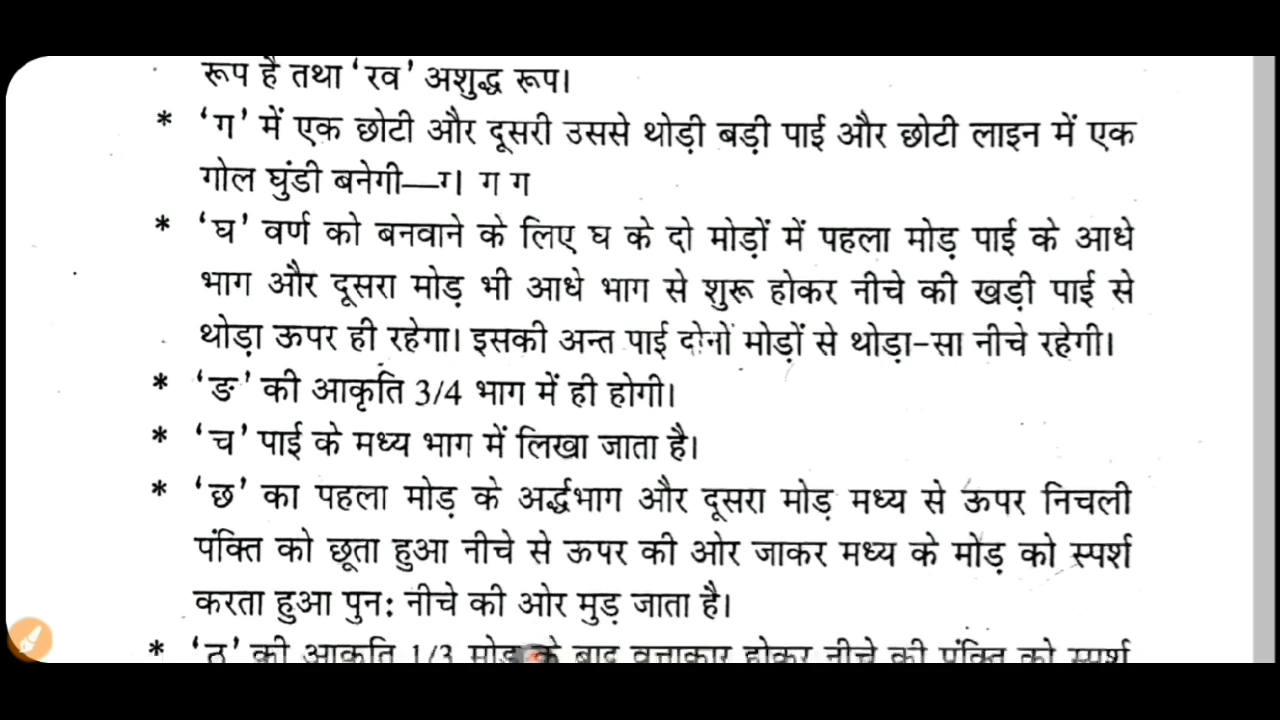 रूप है तथा ‘रव’ अशुद्ध रूप।
* ‘ग’ में एक छोटी और दूसरी उससे थोड़ी बड़ी पाई और छोटी लाइन में एक
गोल घुंडी बनेगी—ग। ग ग
* ‘घ’ वर्ण को बनवाने के लिए घ के दो मोड़ों में पहला मोड़ पाई के आधे
भाग और दूसरा मोड़ भी आधे भाग से शुरू होकर नीचे की खड़ी पाई से
थोड़ा ऊपर ही रहेगा। इसकी अन्त पाई दोनों मोड़ों से थोड़ा-सा नीचे रहेगी।
* ‘ङ’ की आकृति 3/4 भाग में ही होगी।
* ‘च’ पाई के मध्य भाग में लिखा जाता है।
* ‘छ’ का पहला मोड़ के अर्द्धभाग और दूसरा मोड़ मध्य से ऊपर निचली
पंक्ति को छूता हुआ नीचे से ऊपर की ओर जाकर मध्य के मोड़ को स्पर्श
करता हुआ पुन: नीचे की ओर मुड़ जाता है।
की आकृति 1/3 मोड़ के बाद वृत्ताकार होकर नीचे की पंक्ति को स्पर्श